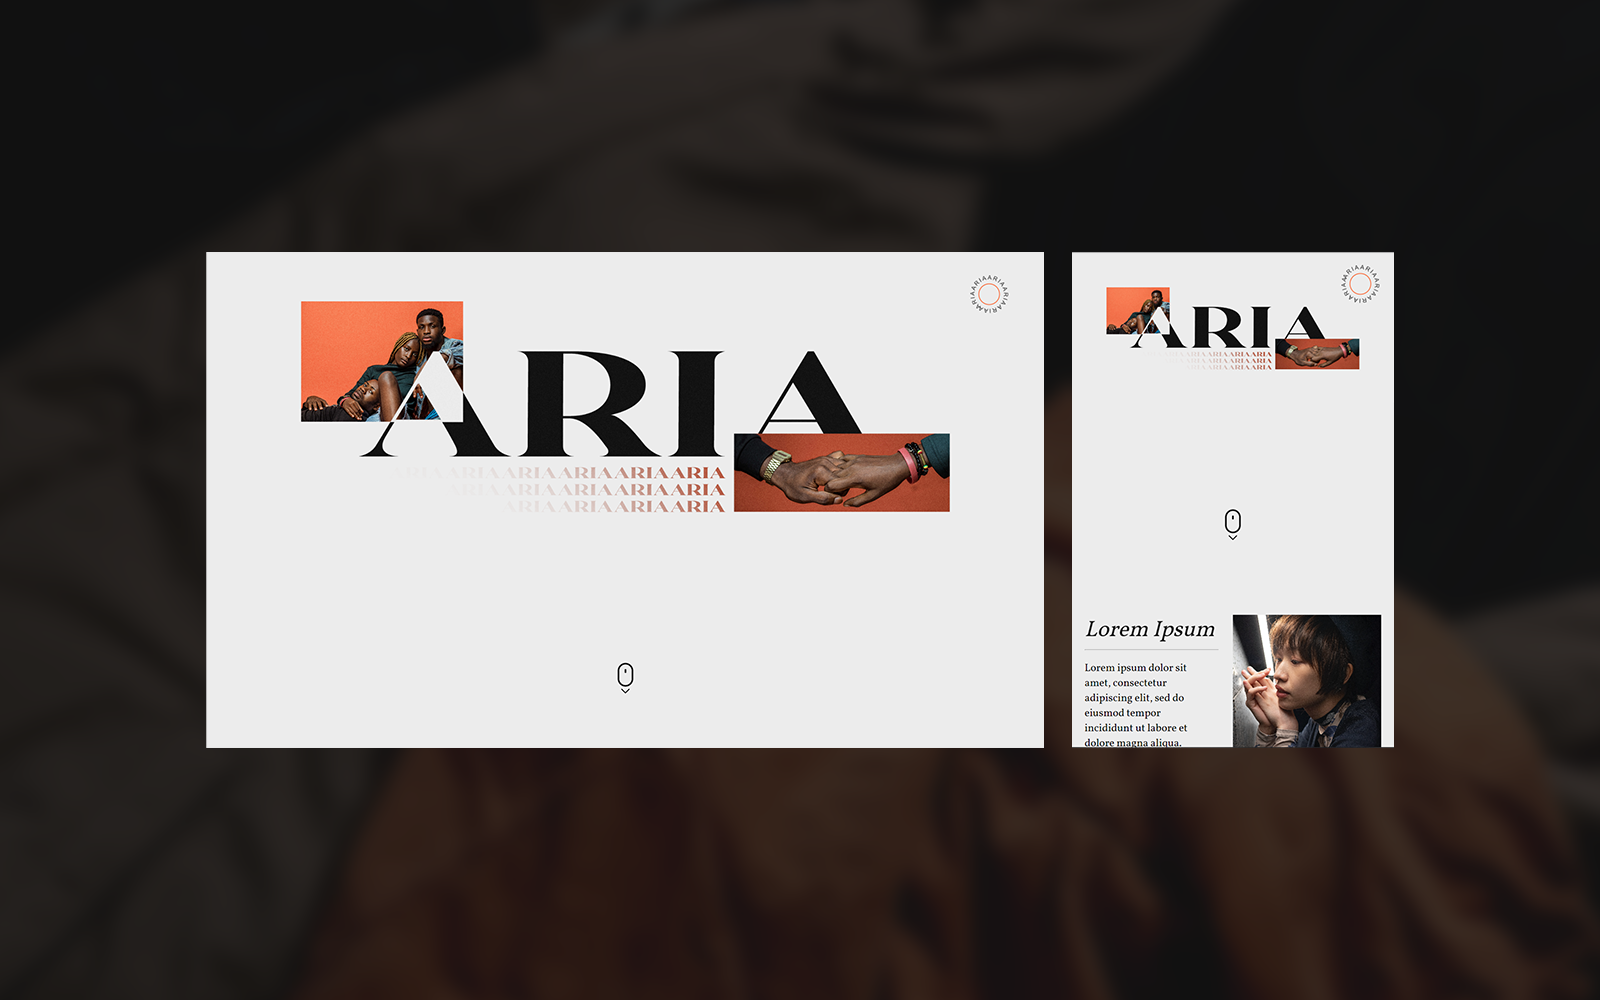 ARIAARIAARIAARIA
ARIA
ARIAARIAARIAARIAARIAARIA
ARIAARIAARIAARIAARIA
ARIAARIAARIAARIA
ARIAARIAARIAARIA
ARIA
ARIAARIAARIA
ARIAARIAARIA
ARIAARIAARIA
Lorem Ipsum
Lorem ipsum dolor sit
amet, consectetur
adipiscing elit, sed do
eiusmod tempor
incididunt ut labore et
dolore magna aliqua.